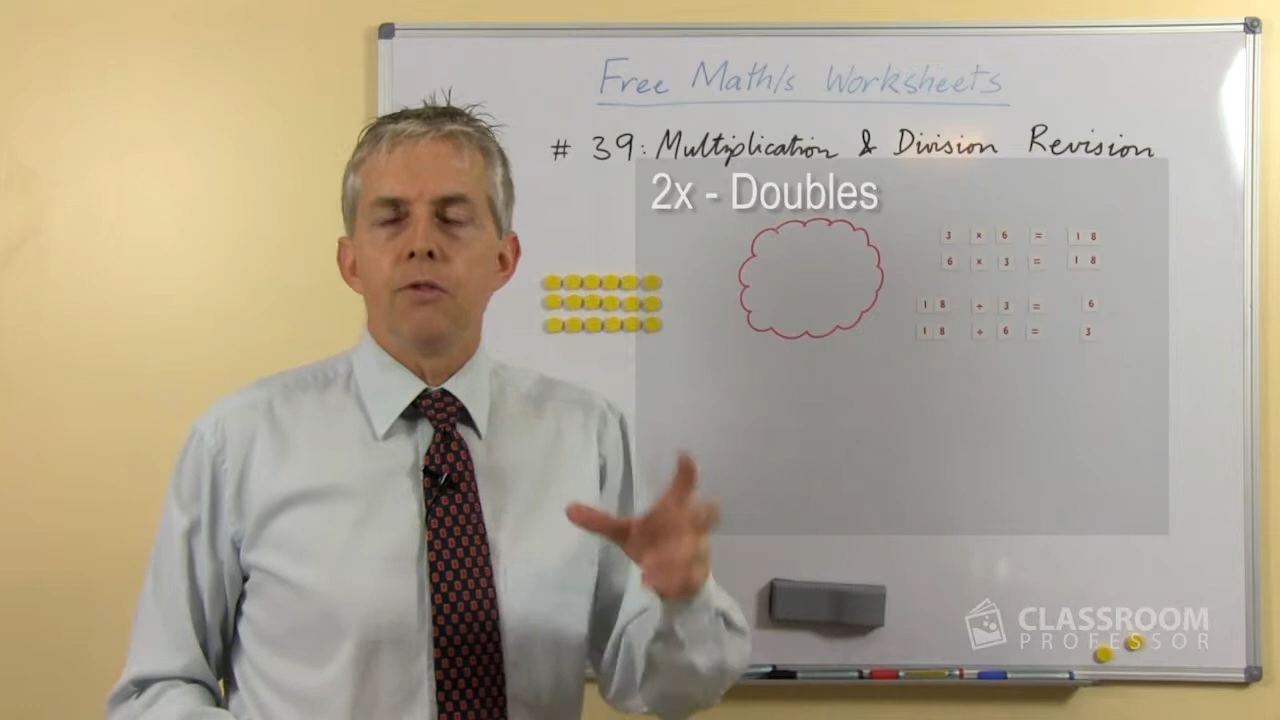 Free Math/s Worksheets
# 39: Multiplication & Division Revision
2x - Doubles
3 x 6 = 18
6 x 3 = 18
18 ÷ 3 = 6
18 ÷ 6 = 3
CLASSROOM
PROFESSOR